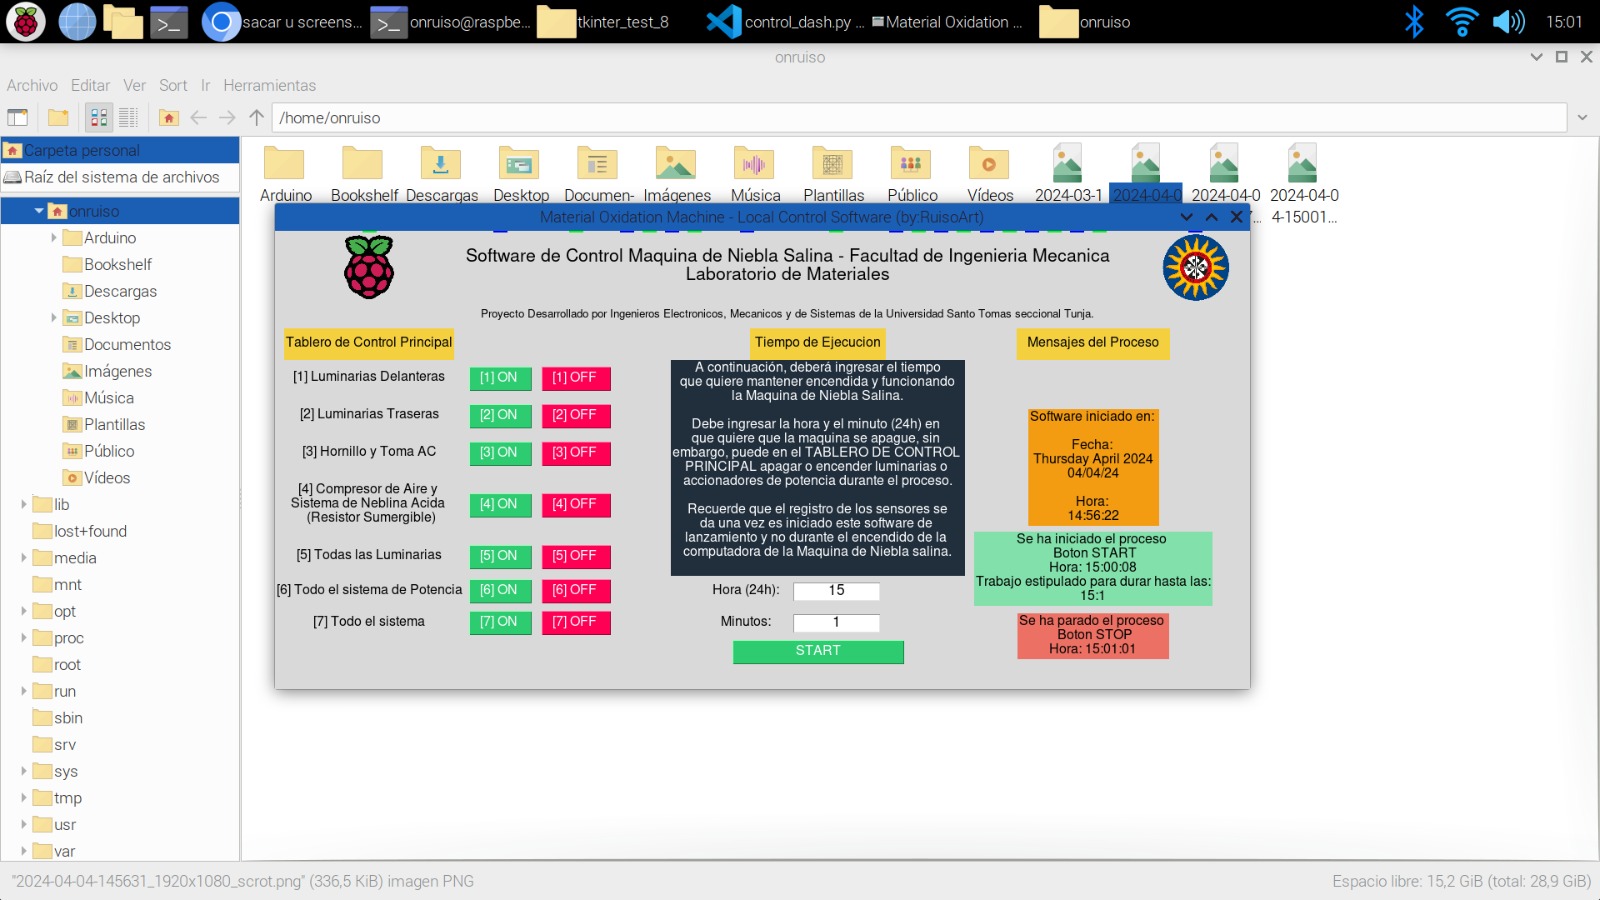 sacar u screens...
onruiso@raspbe...
tkinter_test_8
control_dash.py ...
Material Oxidation ...
onruiso
15:01
onruiso
Archivo
Editar
Ver
Sort
Ir
Herramientas
/home/onruiso
Carpeta personal
Raíz del sistema de archivos
onruiso
Arduino
Bookshelf
Descargas
Desktop
Documentos
Imágenes
Música
Plantillas
Público
Vídeos
lib
lost+found
media
mnt
opt
proc
root
run
sbin
srv
sys
tmp
usr
var
Arduino
Bookshelf
Descargas
Desktop
Documen-
Imágenes
Música
Plantillas
Público
Vídeos
2024-03-1
2024-04-0
2024-04-0
2024-04-0
4-15001...
Material Oxidation Machine - Local Control Software (by:RuisoArt)
Software de Control Maquina de Niebla Salina - Facultad de Ingenieria Mecanica
Laboratorio de Materiales
Proyecto Desarrollado por Ingenieros Electronicos, Mecanicos y de Sistemas de la Universidad Santo Tomas seccional Tunja.
Tablero de Control Principal
[1] Luminarias Delanteras
[1] ON
[1] OFF
[2] Luminarias Traseras
[2] ON
[2] OFF
[3] Hornillo y Toma AC
[3] ON
[3] OFF
[4] Compresor de Aire y
Sistema de Neblina Acida
(Resistor Sumergible)
[4] ON
[4] OFF
[5] Todas las Luminarias
[5] ON
[5] OFF
[6] Todo el sistema de Potencia
[6] ON
[6] OFF
[7] Todo el sistema
[7] ON
[7] OFF
Tiempo de Ejecucion
A continuación, deberá ingresar el tiempo
que quiere mantener encendida y funcionando
la Maquina de Niebla Salina.
Debe ingresar la hora y el minuto (24h) en
que quiere que la maquina se apague, sin
embargo, puede en el TABLERO DE CONTROL
PRINCIPAL apagar o encender luminarias o
accionadores de potencia durante el proceso.
Recuerde que el registro de los sensores se
da una vez es iniciado este software de
lanzamiento y no durante el encendido de la
computadora de la Maquina de Niebla salina.
Hora (24h):
15
Minutos:
1
START
Mensajes del Proceso
Software iniciado en:
Fecha:
Thursday April 2024
04/04/24
Hora:
14:56:22
Se ha iniciado el proceso
Boton START
Hora: 15:00:08
Trabajo estipulado para durar hasta las:
15:1
Se ha parado el proceso
Boton STOP
Hora: 15:01:01
"2024-04-04-145631_1920x1080_scrot.png" (336,5 KiB) imagen PNG
Espacio libre: 15,2 GiB (total: 28,9 GiB)